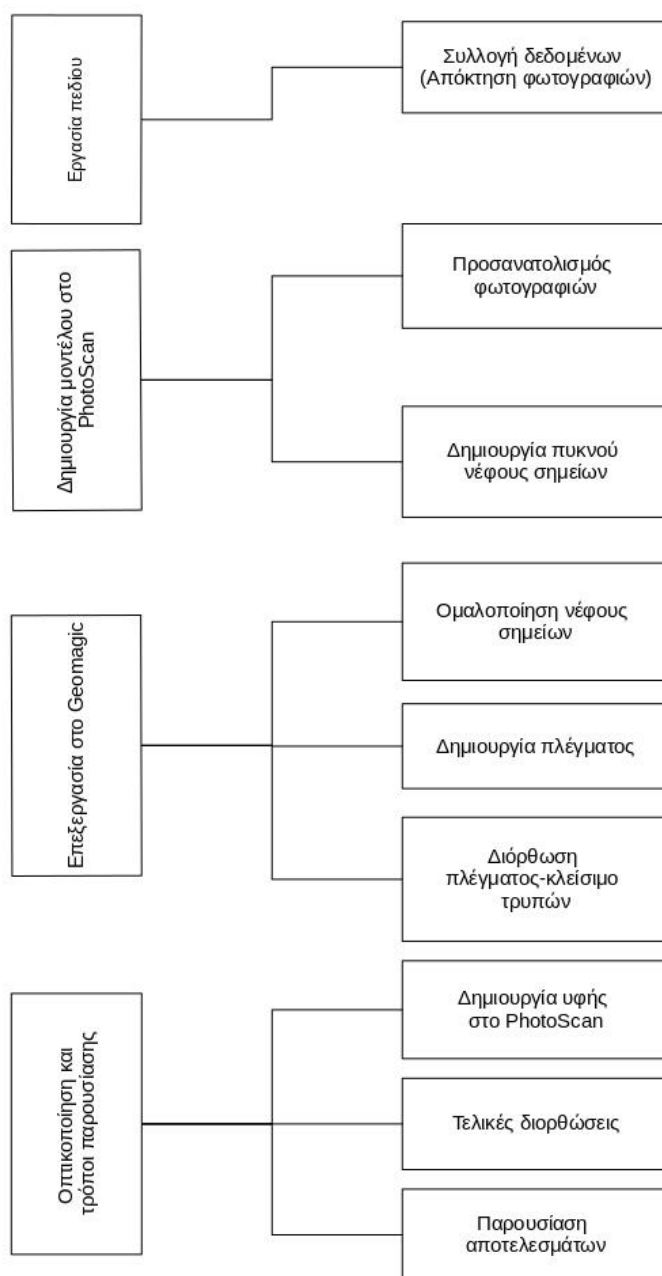 Εργασία πεδίου
Συλλογή δεδομένων
(Απόκτηση φωτογραφιών)
Δημιουργία μοντέλου στο
PhotoScan
Προσανατολισμός
φωτογραφιών
Δημιουργία πυκνού
νέφους σημείων
Επεξεργασία στο Geomagic
Ομαλοποίηση νέφους
σημείων
Δημιουργία πλέγματος
Διόρθωση
πλέγματος-κλείσιμο
τρυπών
Οπτικοποίηση και
τρόποι παρουσίασης
Δημιουργία υφής
στο PhotoScan
Τελικές διορθώσεις
Παρουσίαση
αποτελεσμάτων